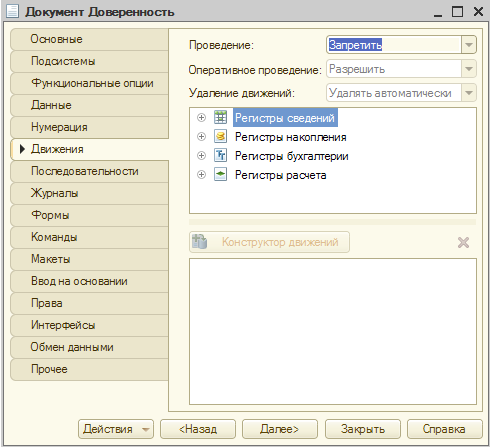 Документ Доверенность
Основные
Подсистемы
Функциональные опции
Данные
Нумерация
Движения
Последовательности
Журналы
Формы
Команды
Макеты
Ввод на основании
Права
Интерфейсы
Обмен данными
Прочее
Проведение: Запретить
Оперативное проведение: Разрешить
Удаление движений: Удалять автоматически
Регистры сведений
Регистры накопления
Регистры бухгалтерии
Регистры расчета
Конструктор движений
Действия <Назад Далее> Закрыть Справка